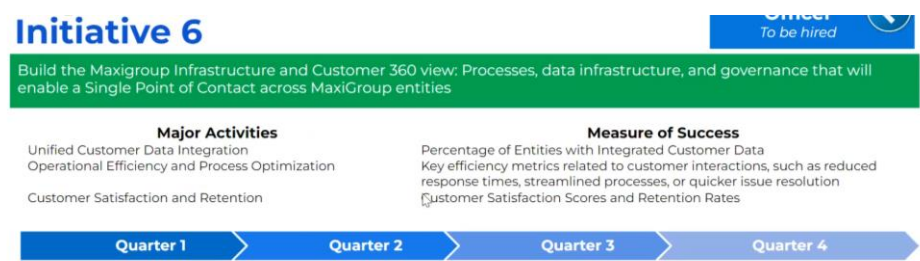 Initiative 6
Officer
To be hired
Build the Maxigroup Infrastructure and Customer 360 view: Processes, data infrastructure, and governance that will
enable a Single Point of Contact across MaxiGroup entities
Major Activities
Unified Customer Data Integration
Operational Efficiency and Process Optimization
Customer Satisfaction and Retention
Measure of Success
Percentage of Entities with Integrated Customer Data
Key efficiency metrics related to customer interactions, such as reduced
response times, streamlined processes, or quicker issue resolution
Customer Satisfaction Scores and Retention Rates
Quarter 1
Quarter 2
Quarter 3
Quarter 4